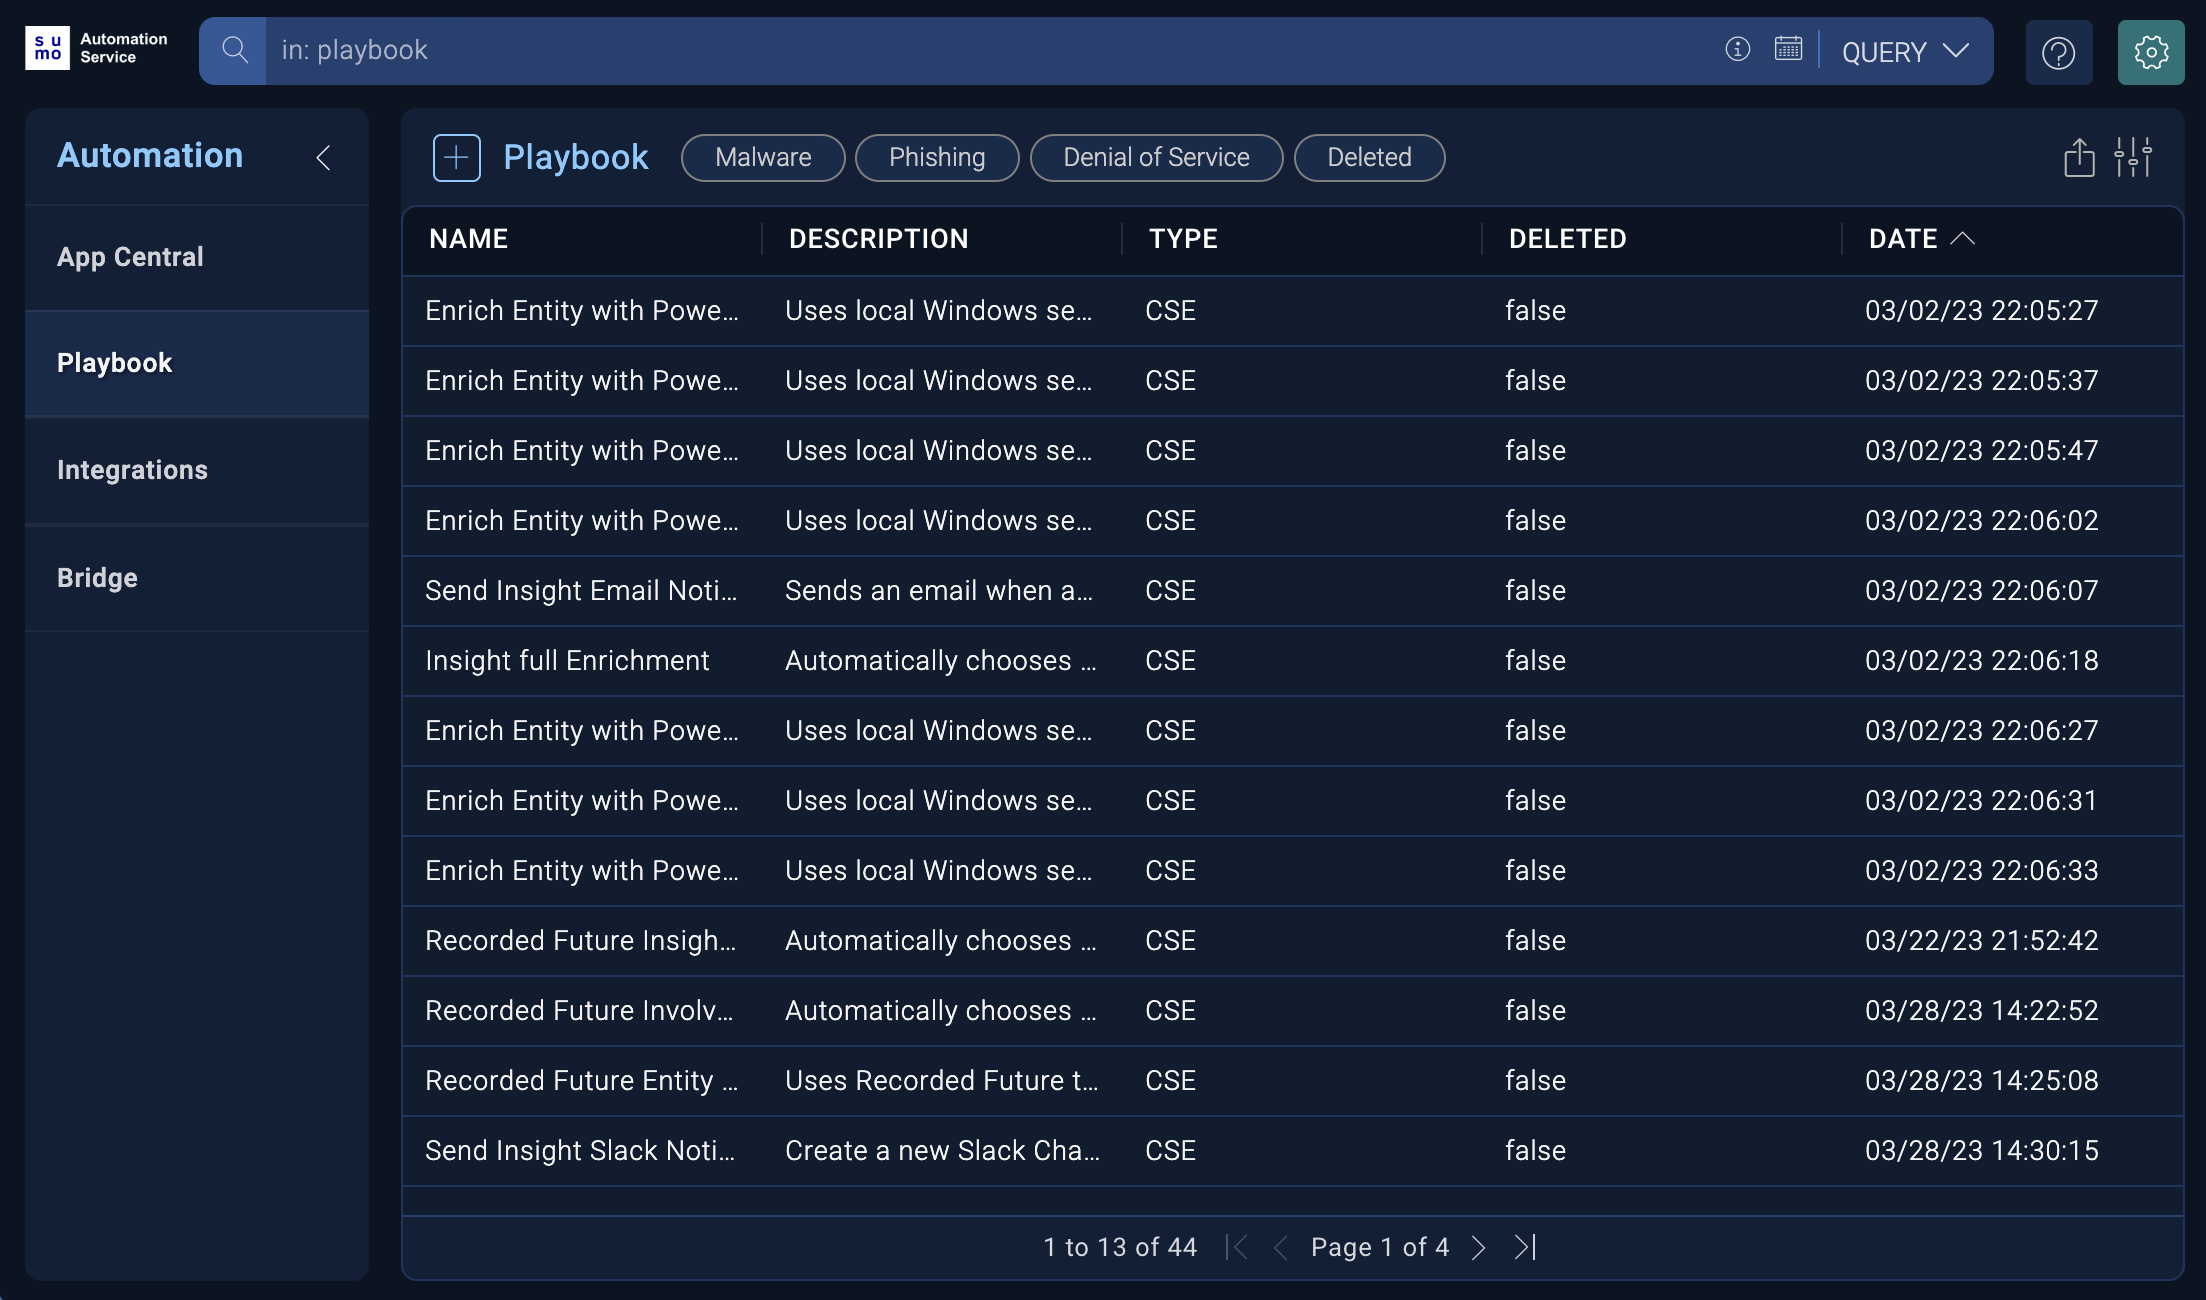 su
mo
Automation
Service
in: playbook
QUERY
Automation
App Central
Playbook
Integrations
Bridge
Playbook Malware Phishing Denial of Service Deleted
NAME DESCRIPTION TYPE DELETED DATE
Enrich Entity with Powe... Uses local Windows se... CSE false 03/02/23 22:05:27
Enrich Entity with Powe... Uses local Windows se... CSE false 03/02/23 22:05:37
Enrich Entity with Powe... Uses local Windows se... CSE false 03/02/23 22:05:47
Enrich Entity with Powe... Uses local Windows se... CSE false 03/02/23 22:06:02
Send Insight Email Noti... Sends an email when a... CSE false 03/02/23 22:06:07
Insight full Enrichment Automatically chooses ... CSE false 03/02/23 22:06:18
Enrich Entity with Powe... Uses local Windows se... CSE false 03/02/23 22:06:27
Enrich Entity with Powe... Uses local Windows se... CSE false 03/02/23 22:06:31
Enrich Entity with Powe... Uses local Windows se... CSE false 03/02/23 22:06:33
Recorded Future Insigh... Automatically chooses ... CSE false 03/22/23 21:52:42
Recorded Future Involv... Automatically chooses ... CSE false 03/28/23 14:22:52
Recorded Future Entity ... Uses Recorded Future t... CSE false 03/28/23 14:25:08
Send Insight Slack Noti... Create a new Slack Cha... CSE false 03/28/23 14:30:15
1 to 13 of 44 Page 1 of 4